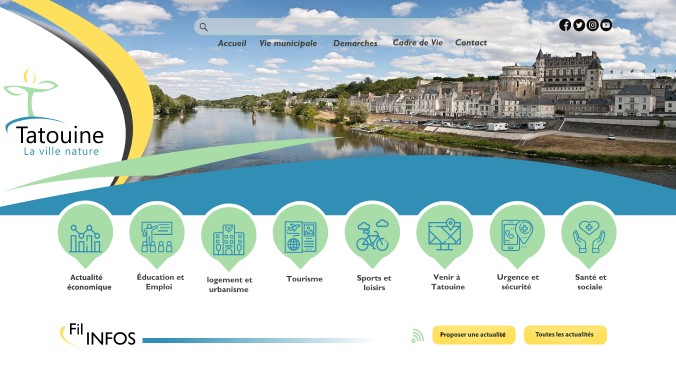 Accueil Vie municipale Demarches Cadre de Vie Contact
Tatouine
La ville nature
Actualité
économique
Éducation et
Emploi
logement et
urbanisme
Tourisme
Sports et
loisirs
Venir à
Tatouine
Urgence et
sécurité
Santé et
sociale
Fil
INFOS
Proposer une actualité
Toutes les actualités